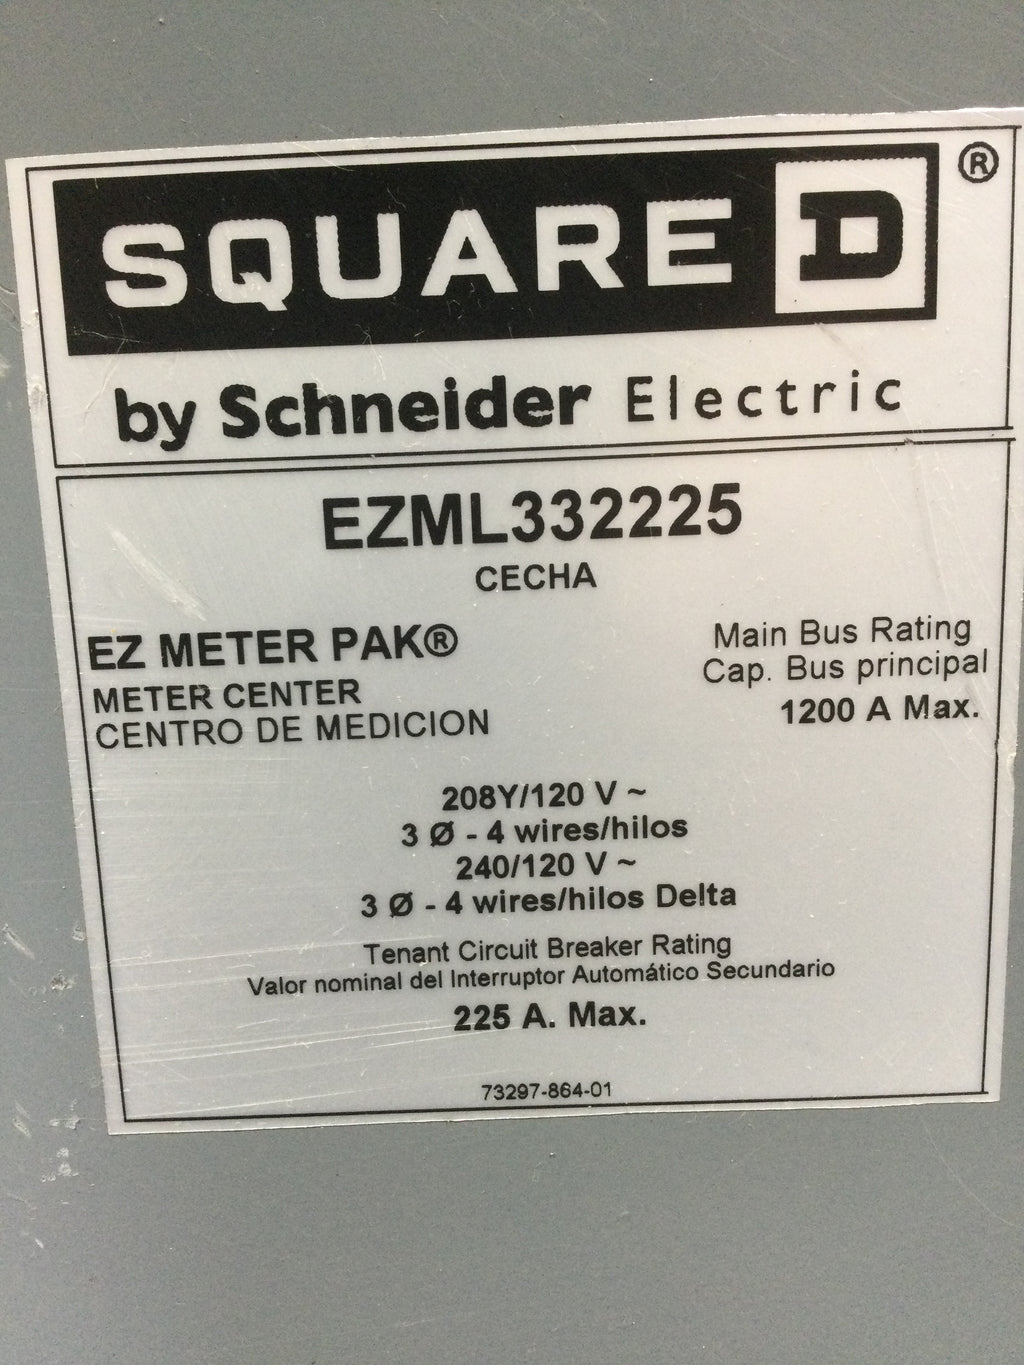 SQUARE D ®
by Schneider Electric
EZML332225
CECHA
EZ METER PAK®
METER CENTER
CENTRO DE MEDICION
Main Bus Rating
Cap. Bus principal
1200 A Max.
208Y/120 V ~
3 Ø - 4 wires/hilos
240/120 V ~
3 Ø - 4 wires/hilos Delta
Tenant Circuit Breaker Rating
Valor nominal del Interruptor Automático Secundario
225 A. Max.
73297-864-01